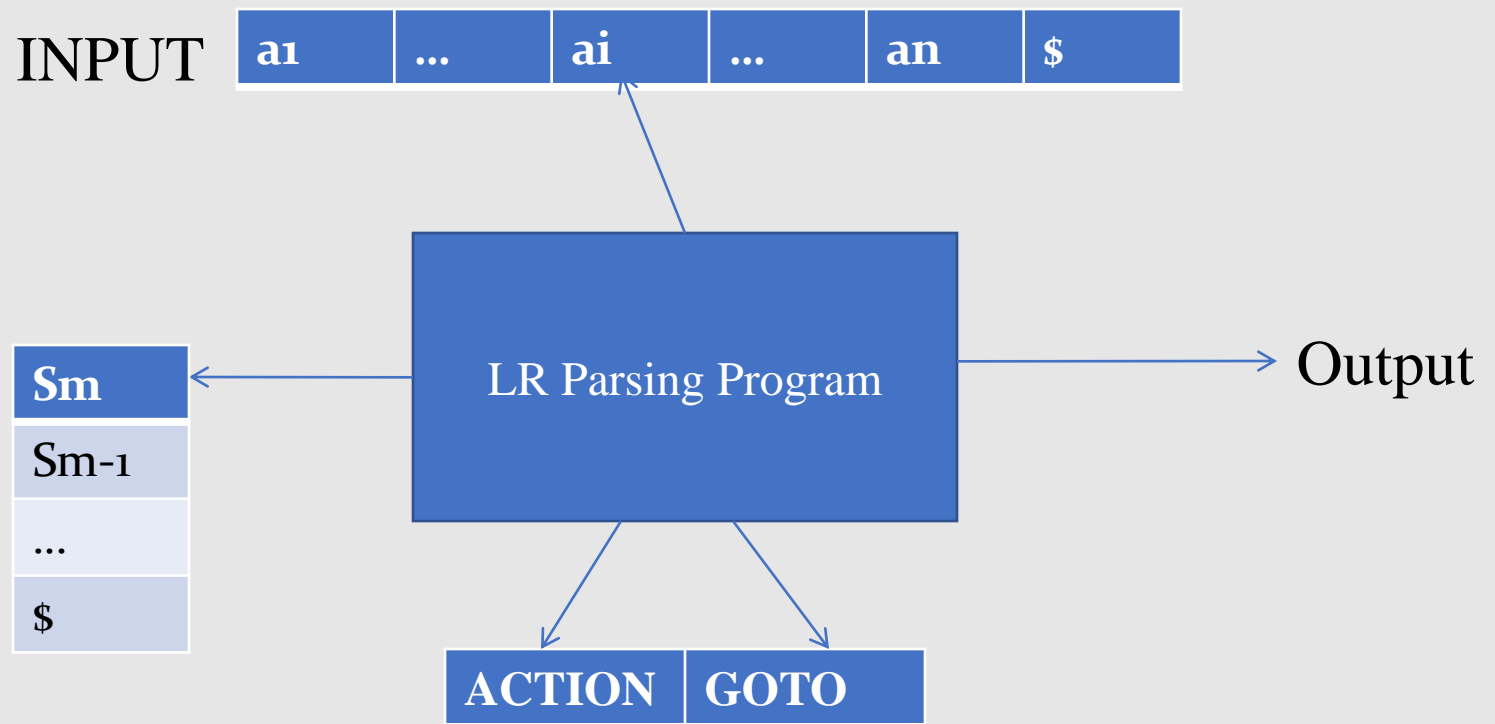 INPUT a1 ... ai ... an $
LR Parsing Program
Output
Sm
Sm-1
...
$
ACTION GOTO